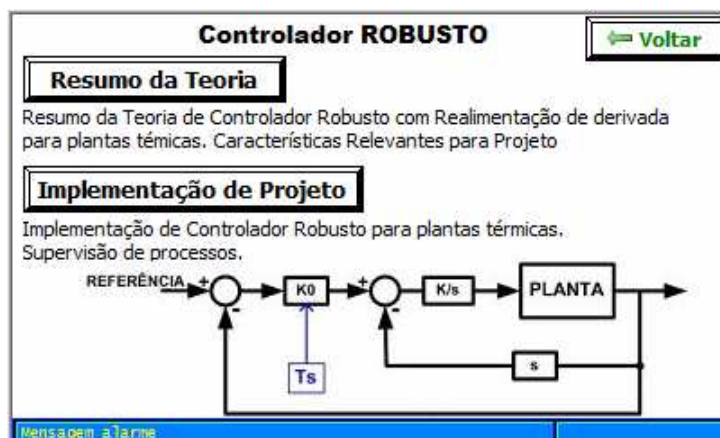 Controlador ROBUSTO
Voltar
Resumo da Teoria
Resumo da Teoria de Controlador Robusto com Realimentação de derivada
para plantas témicas. Características Relevantes para Projeto
Implementação de Projeto
Implementação de Controlador Robusto para plantas térmicas.
Supervisão de processos.
REFERÊNCIA + - K0 + - K/s PLANTA
s
Ts
Mensagem alarme